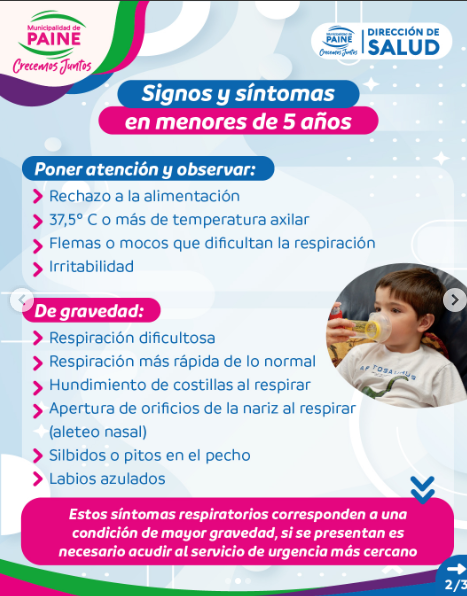 Municipalidad de
PAINE
Crecemos Juntos
Municipalidad de
PAINE
Crecemos Juntos
DIRECCIÓN DE
SALUD
Signos y síntomas
en menores de 5 años
Poner atención y observar:
Rechazo a la alimentación
37,5° C o más de temperatura axilar
Flemas o mocos que dificultan la respiración
Irritabilidad
De gravedad:
Respiración dificultosa
Respiración más rápida de lo normal
Hundimiento de costillas al respirar
Apertura de orificios de la nariz al respirar
(aleteo nasal)
Silbidos o pitos en el pecho
Labios azulados
Estos síntomas respiratorios corresponden a una
condición de mayor gravedad, si se presentan es
necesario acudir al servicio de urgencia más cercano
2/3